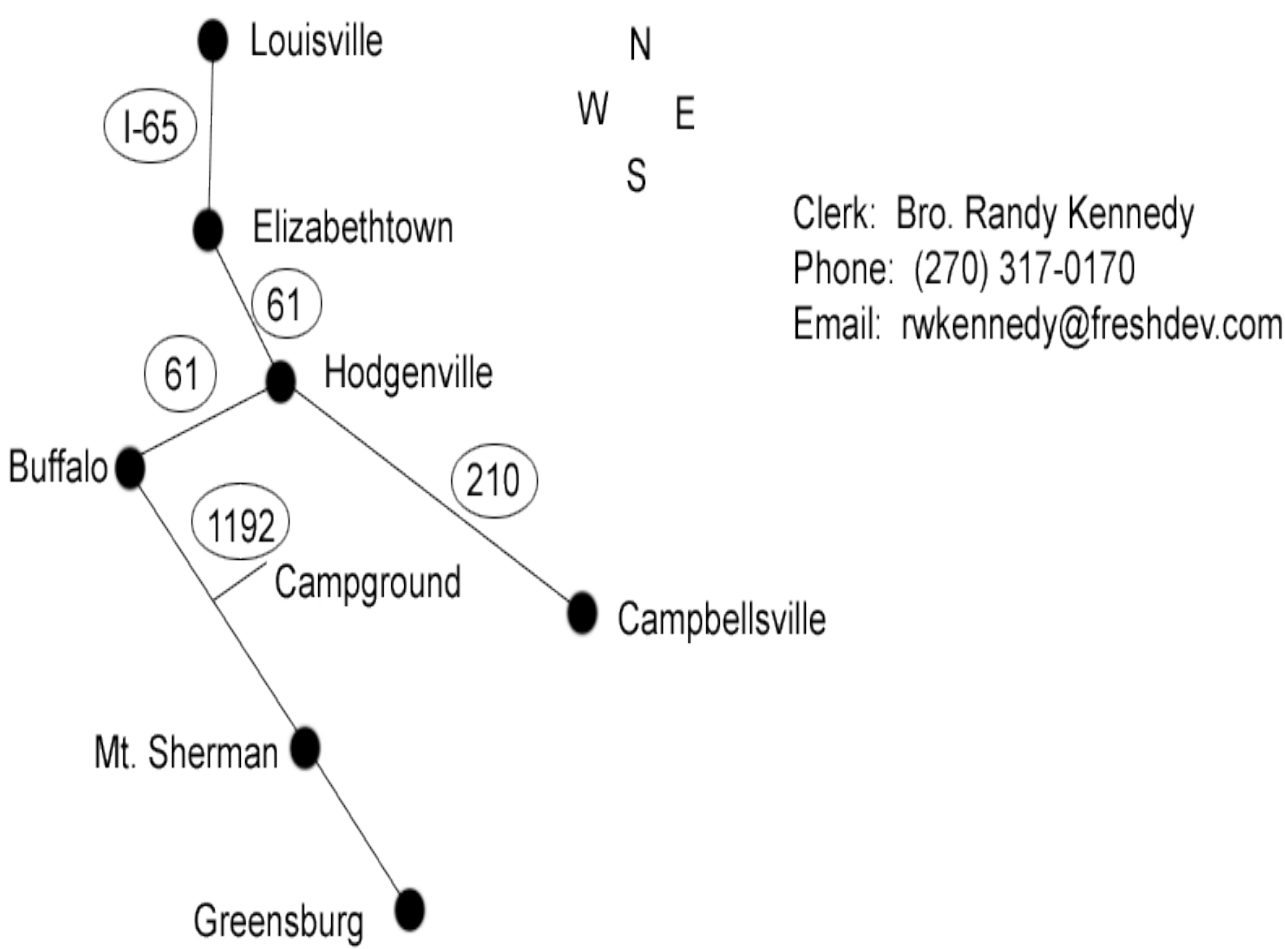 Louisville
N
W E
S
I-65
Clerk: Bro. Randy Kennedy
Phone: (270) 317-0170
Email: rwkennedy@freshdev.com
Elizabethtown
61
61
Hodgenville
Buffalo
210
1192
Campground
Campbellsville
Mt. Sherman
Greensburg